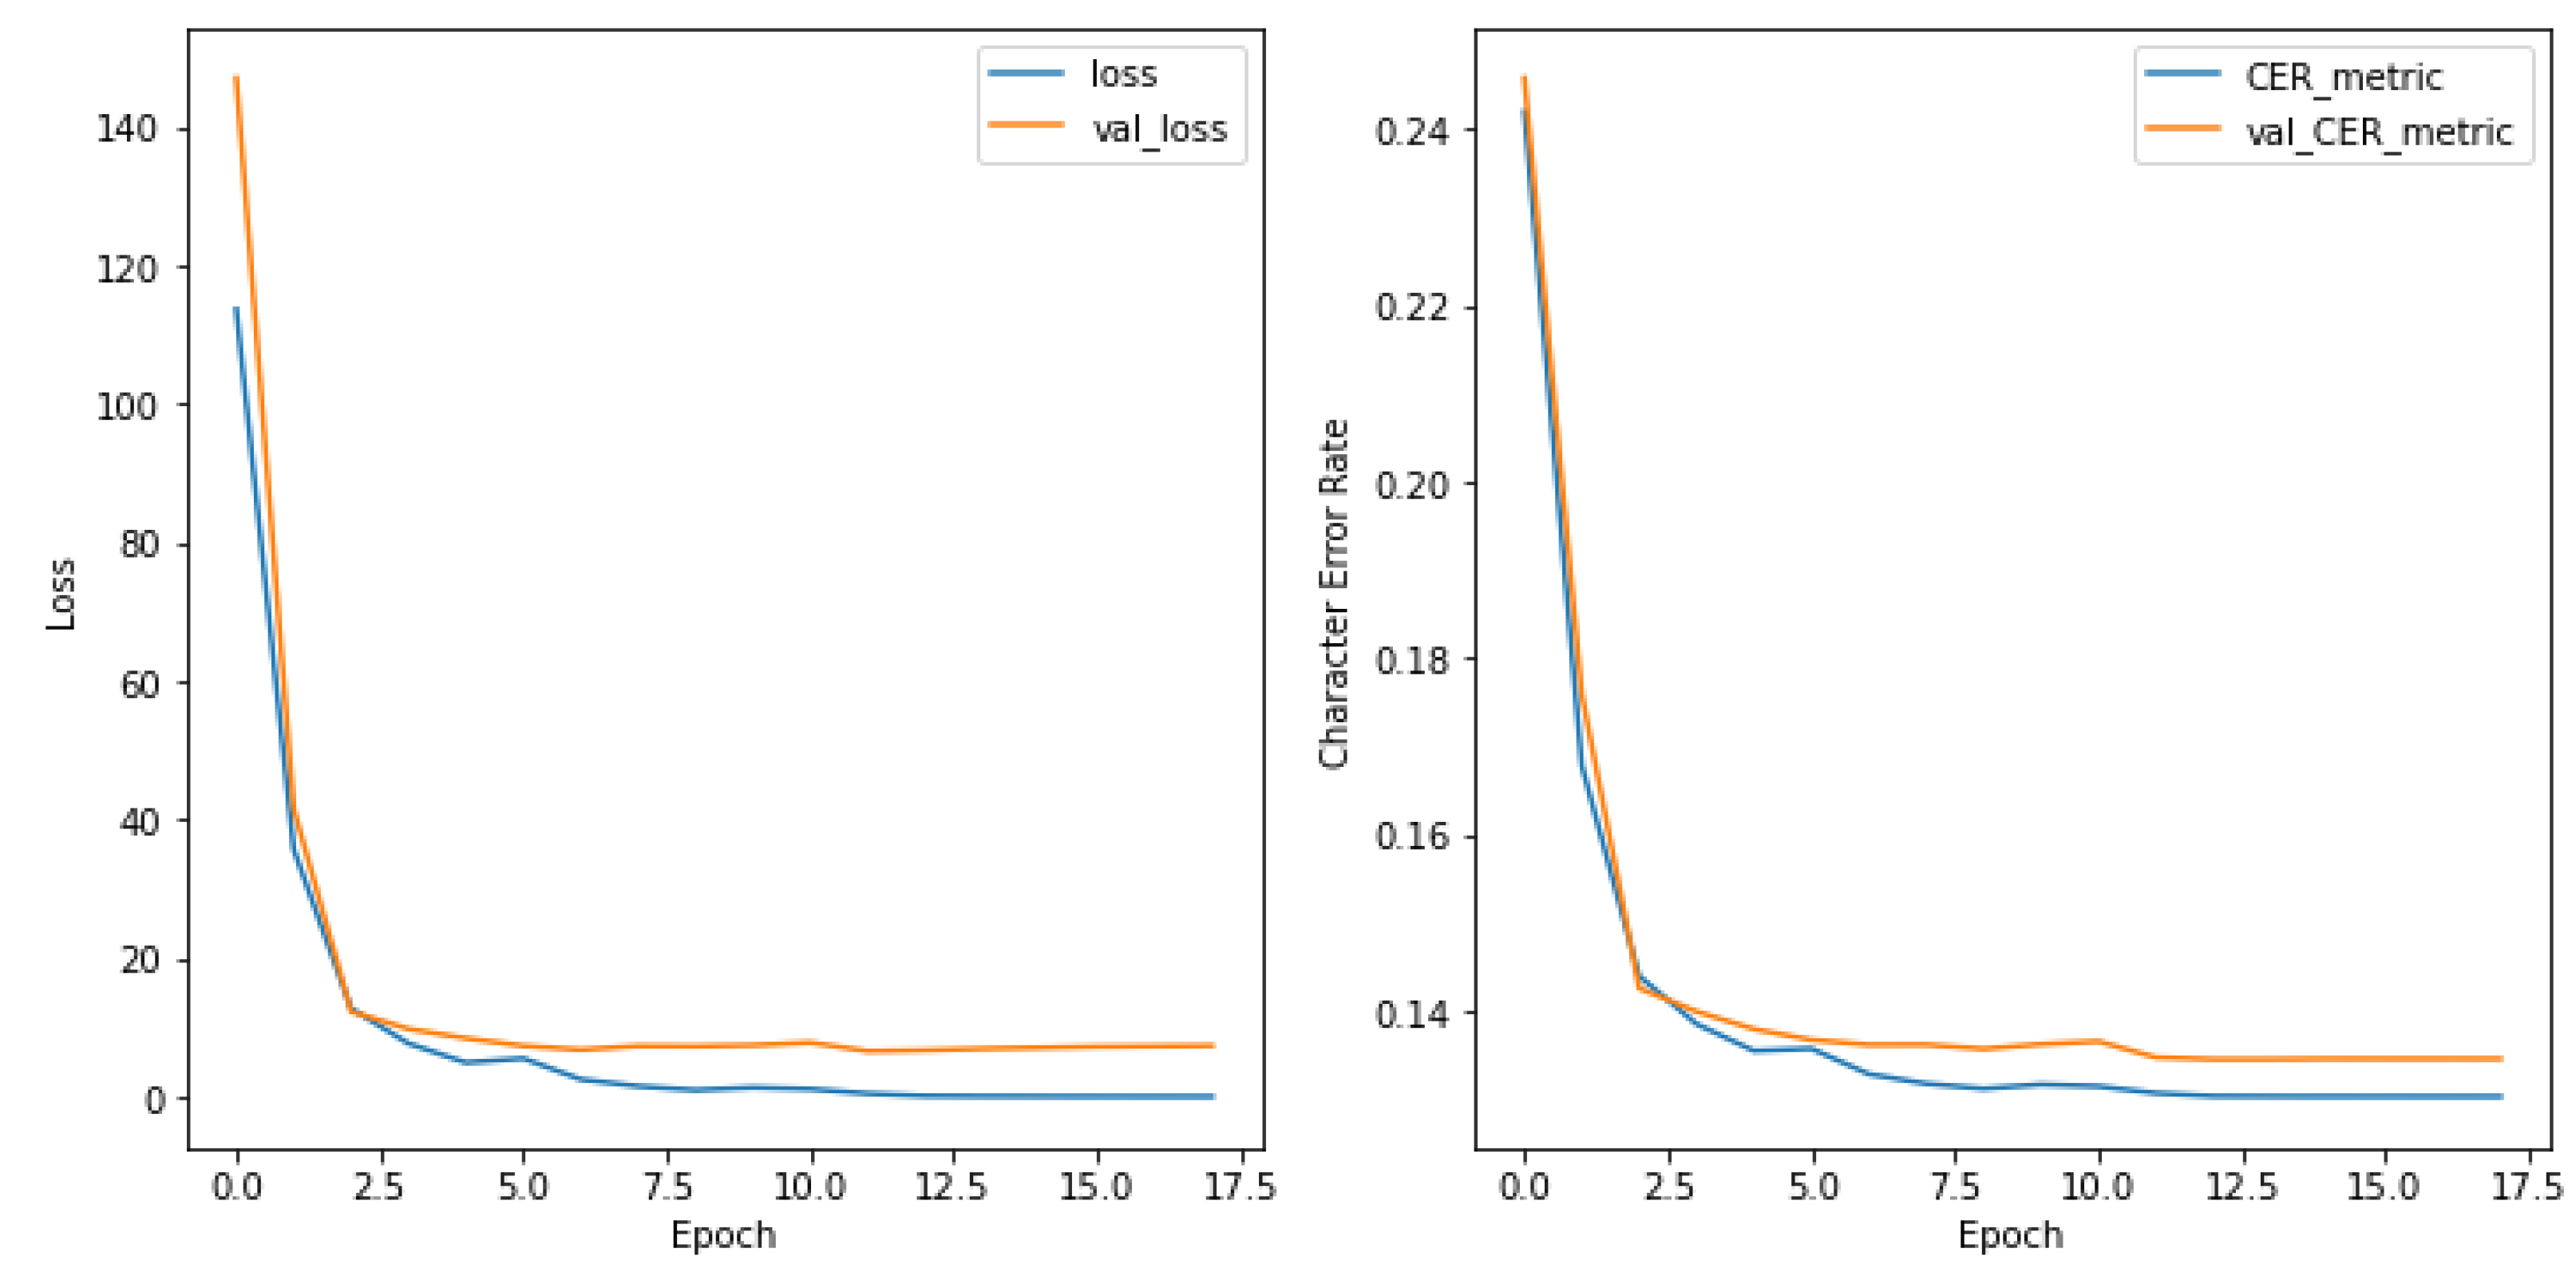 loss
val_loss
140
120
100
80
60
40
20
0
Loss
0.0 2.5 5.0 7.5 10.0 12.5 15.0 17.5
Epoch
CER_metric
val_CER_metric
0.24
0.22
0.20
0.18
0.16
0.14
Character Error Rate
0.0 2.5 5.0 7.5 10.0 12.5 15.0 17.5
Epoch